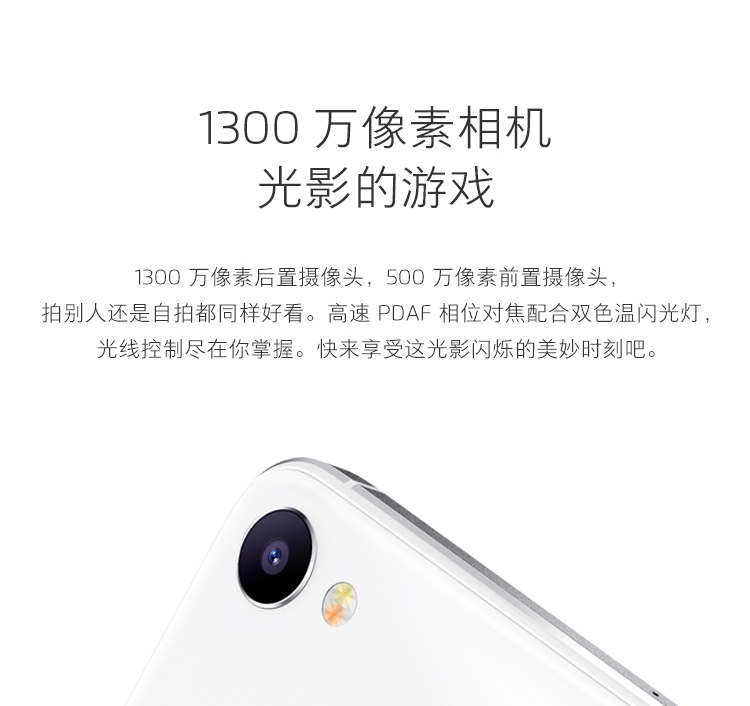 1300 万像素相机
光影的游戏
1300 万像素后置摄像头，500 万像素前置摄像头，
拍别人还是自拍都同样好看。高速 PDAF 相位对焦配合双色温闪光灯，
光线控制尽在你掌握。快来享受这光影闪烁的美妙时刻吧。